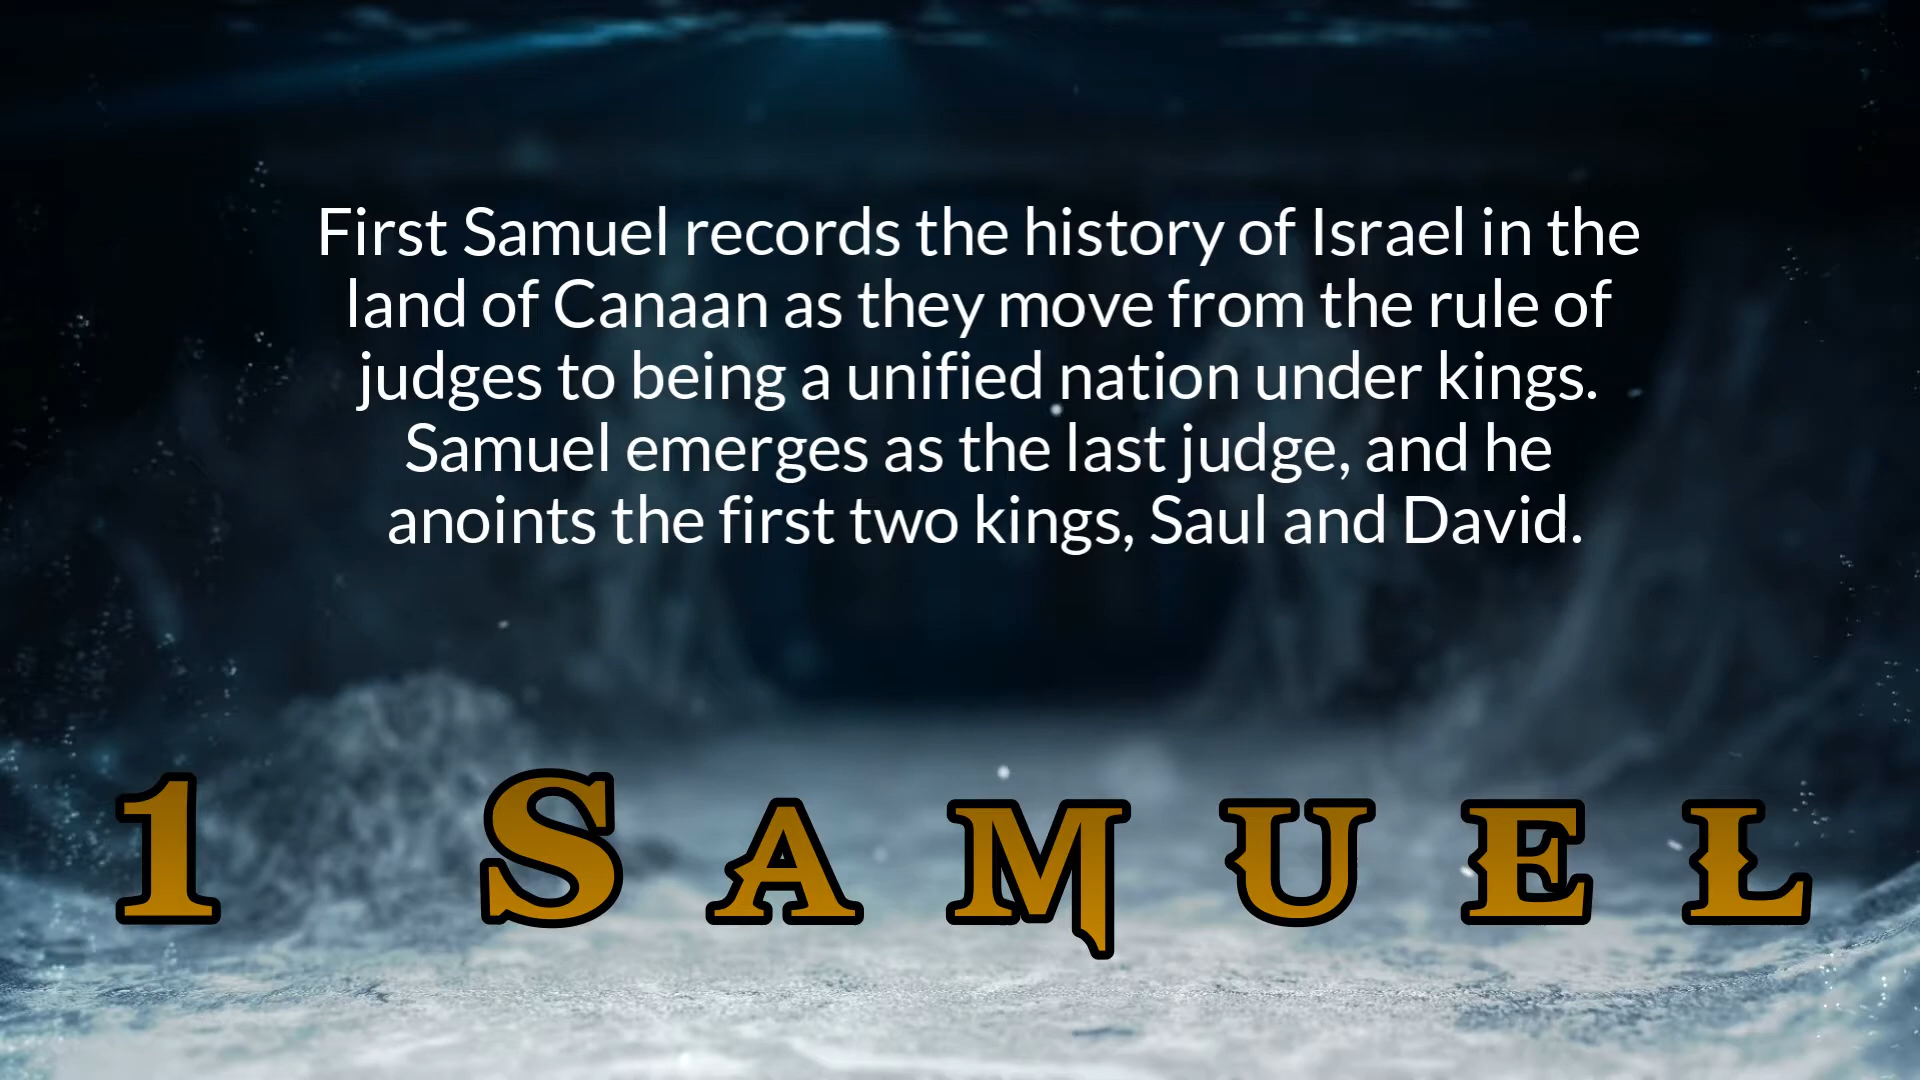 First Samuel records the history of Israel in the
land of Canaan as they move from the rule of
judges to being a unified nation under kings.
Samuel emerges as the last judge, and he
anoints the first two kings, Saul and David.
1 SAMUEL